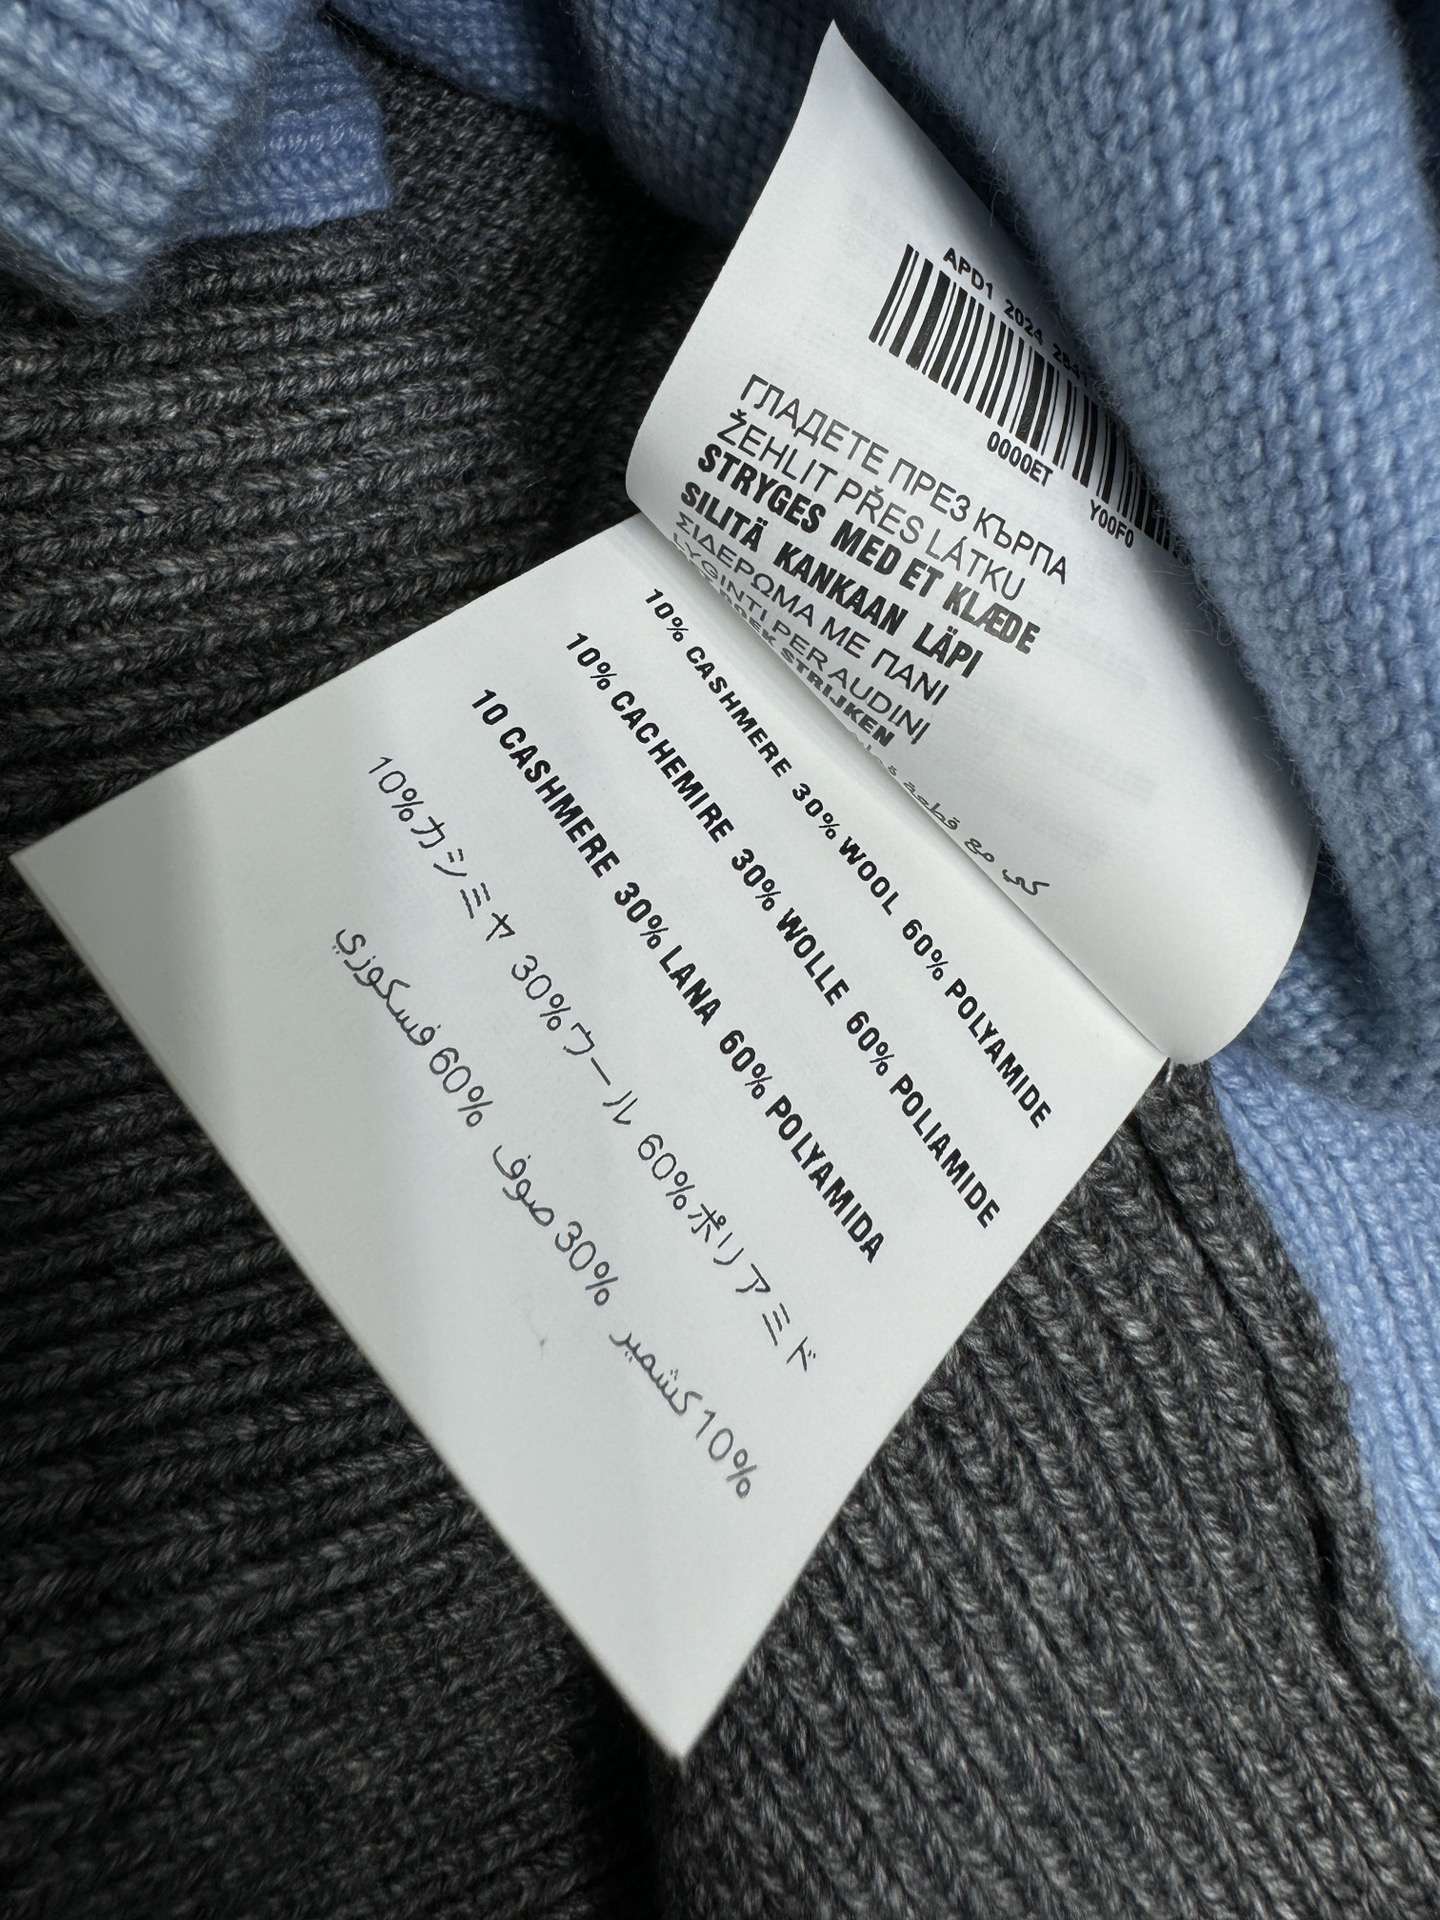 APD1 2024
0000ET Y00F0
ГЛАДЕТЕ ПРЕЗ КЪРПА
ŽEHLIT PŘES LÁTKU
STRYGES MED ET KLÆDE
SILITÄ KANKAAN LÄPI
ΣΙΔΕΡΩΜΑ ΜΕ ΠΑΝΙ
LYGINTI PER AUDINĮ
STRIJKEN
كي مع قطعة
10% CASHMERE 30% WOOL 60% POLYAMIDE
10% CACHEMIRE 30% WOLLE 60% POLIAMIDE
10 CASHMERE 30% LANA 60% POLYAMIDA
10%カシミヤ 30%ウール 60%ポリアミド
10% كشمير 30% صوف 60% فسكوزي